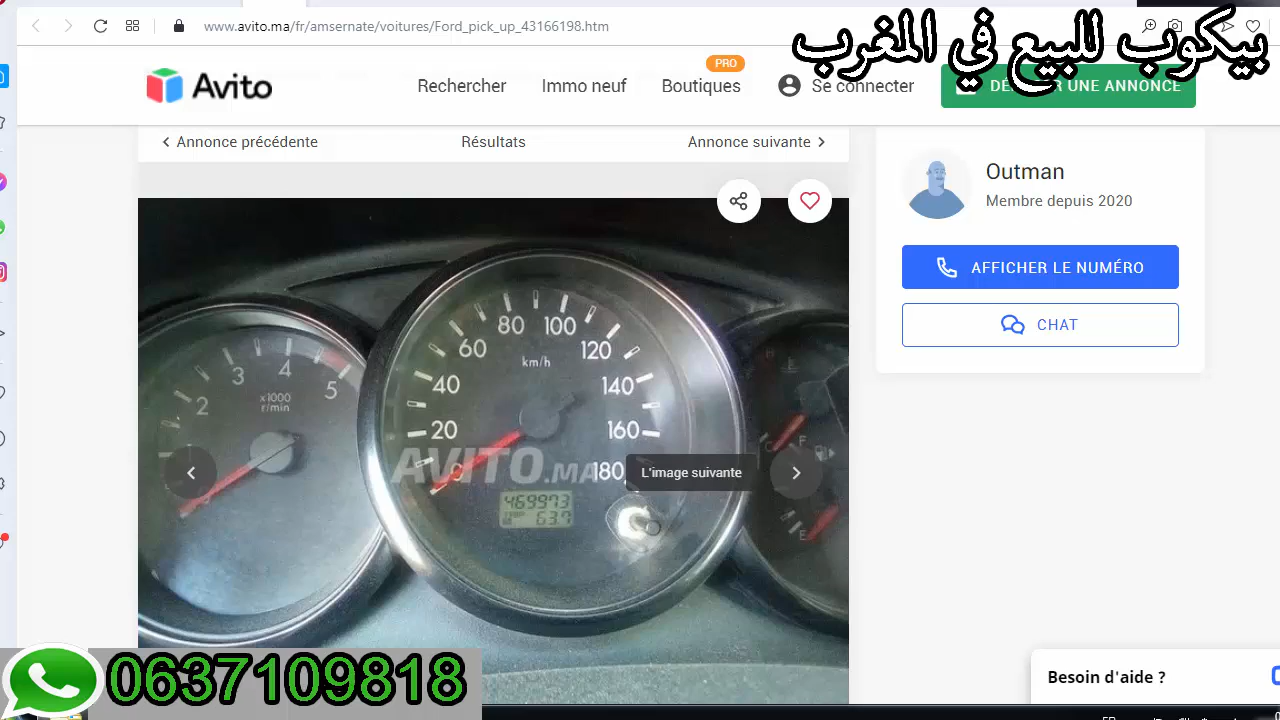 www.avito.ma/fr/amsernate/voitures/Ford_pick_up_43166198.htm
بيكوب للبيع في المغرب
Avito
Rechercher
Immo neuf
PRO
Boutiques
Se connecter
UNE ANNONCE
Annonce précédente
Résultats
Annonce suivante
Outman
Membre depuis 2020
AFFICHER LE NUMÉRO
CHAT
2 3 4 5
x1000
r/min
0 20 40 60 80 100 120 140 160 180
km/h
AVITO.MA
L'image suivante
469973
TRIP
637
H
C
F
E
0637109818
Besoin d'aide ?